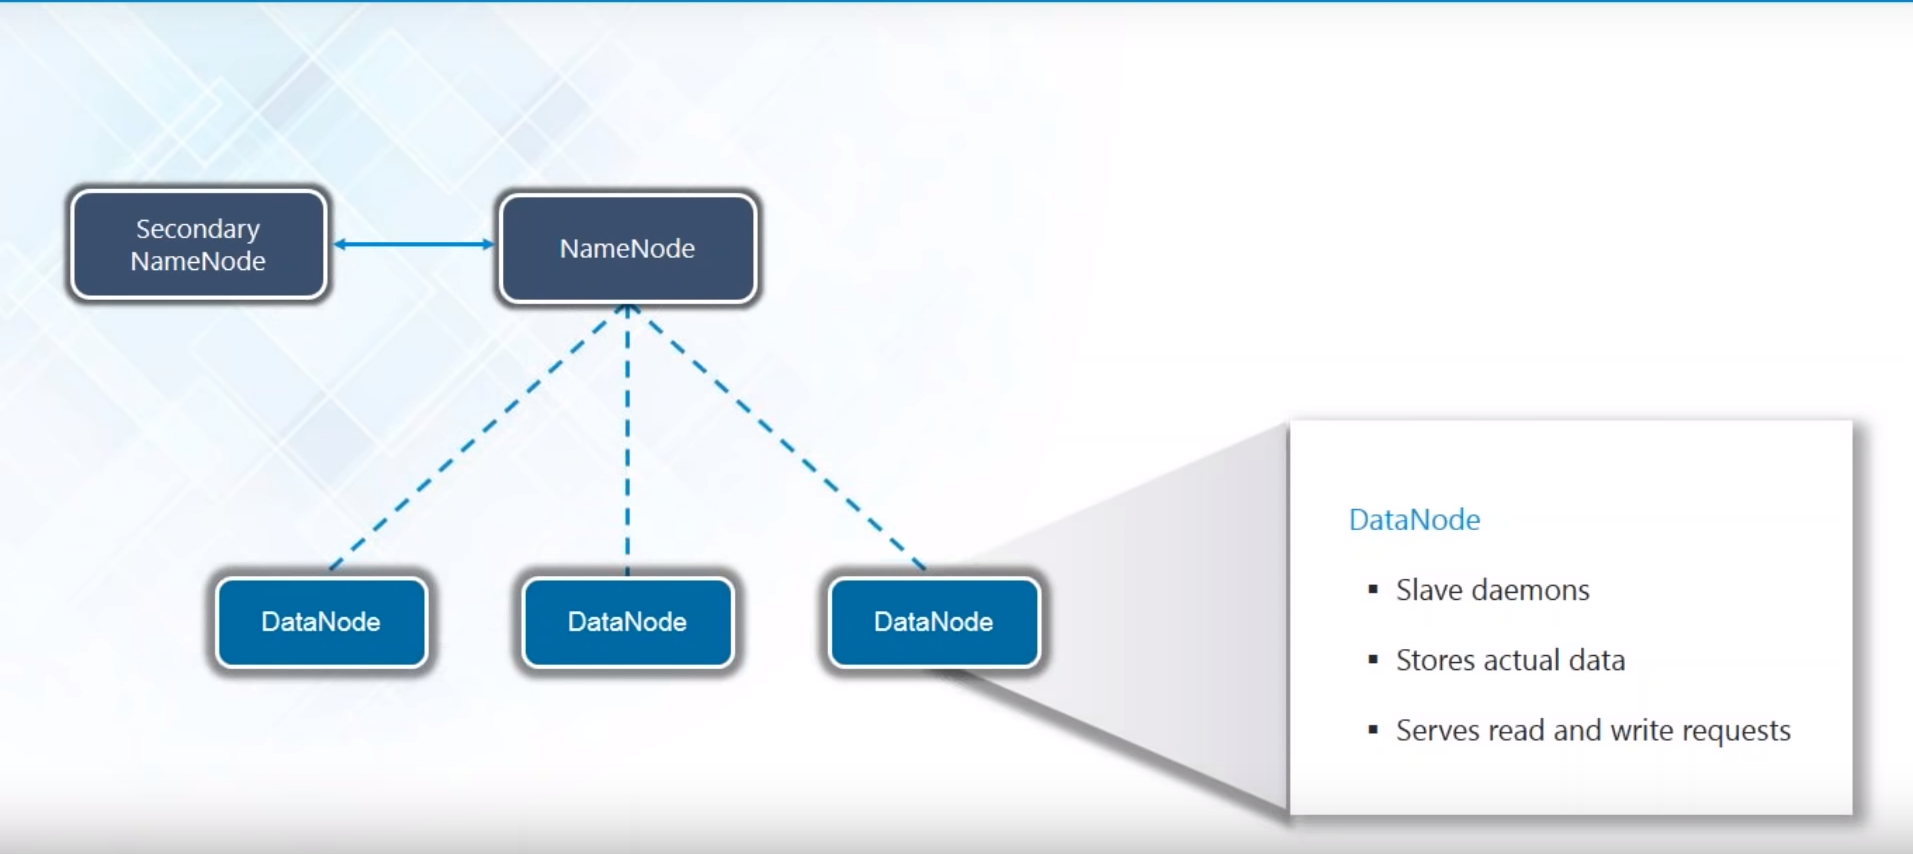 Secondary
NameNode
NameNode
DataNode
DataNode
DataNode
DataNode
▪ Slave daemons
▪ Stores actual data
▪ Serves read and write requests